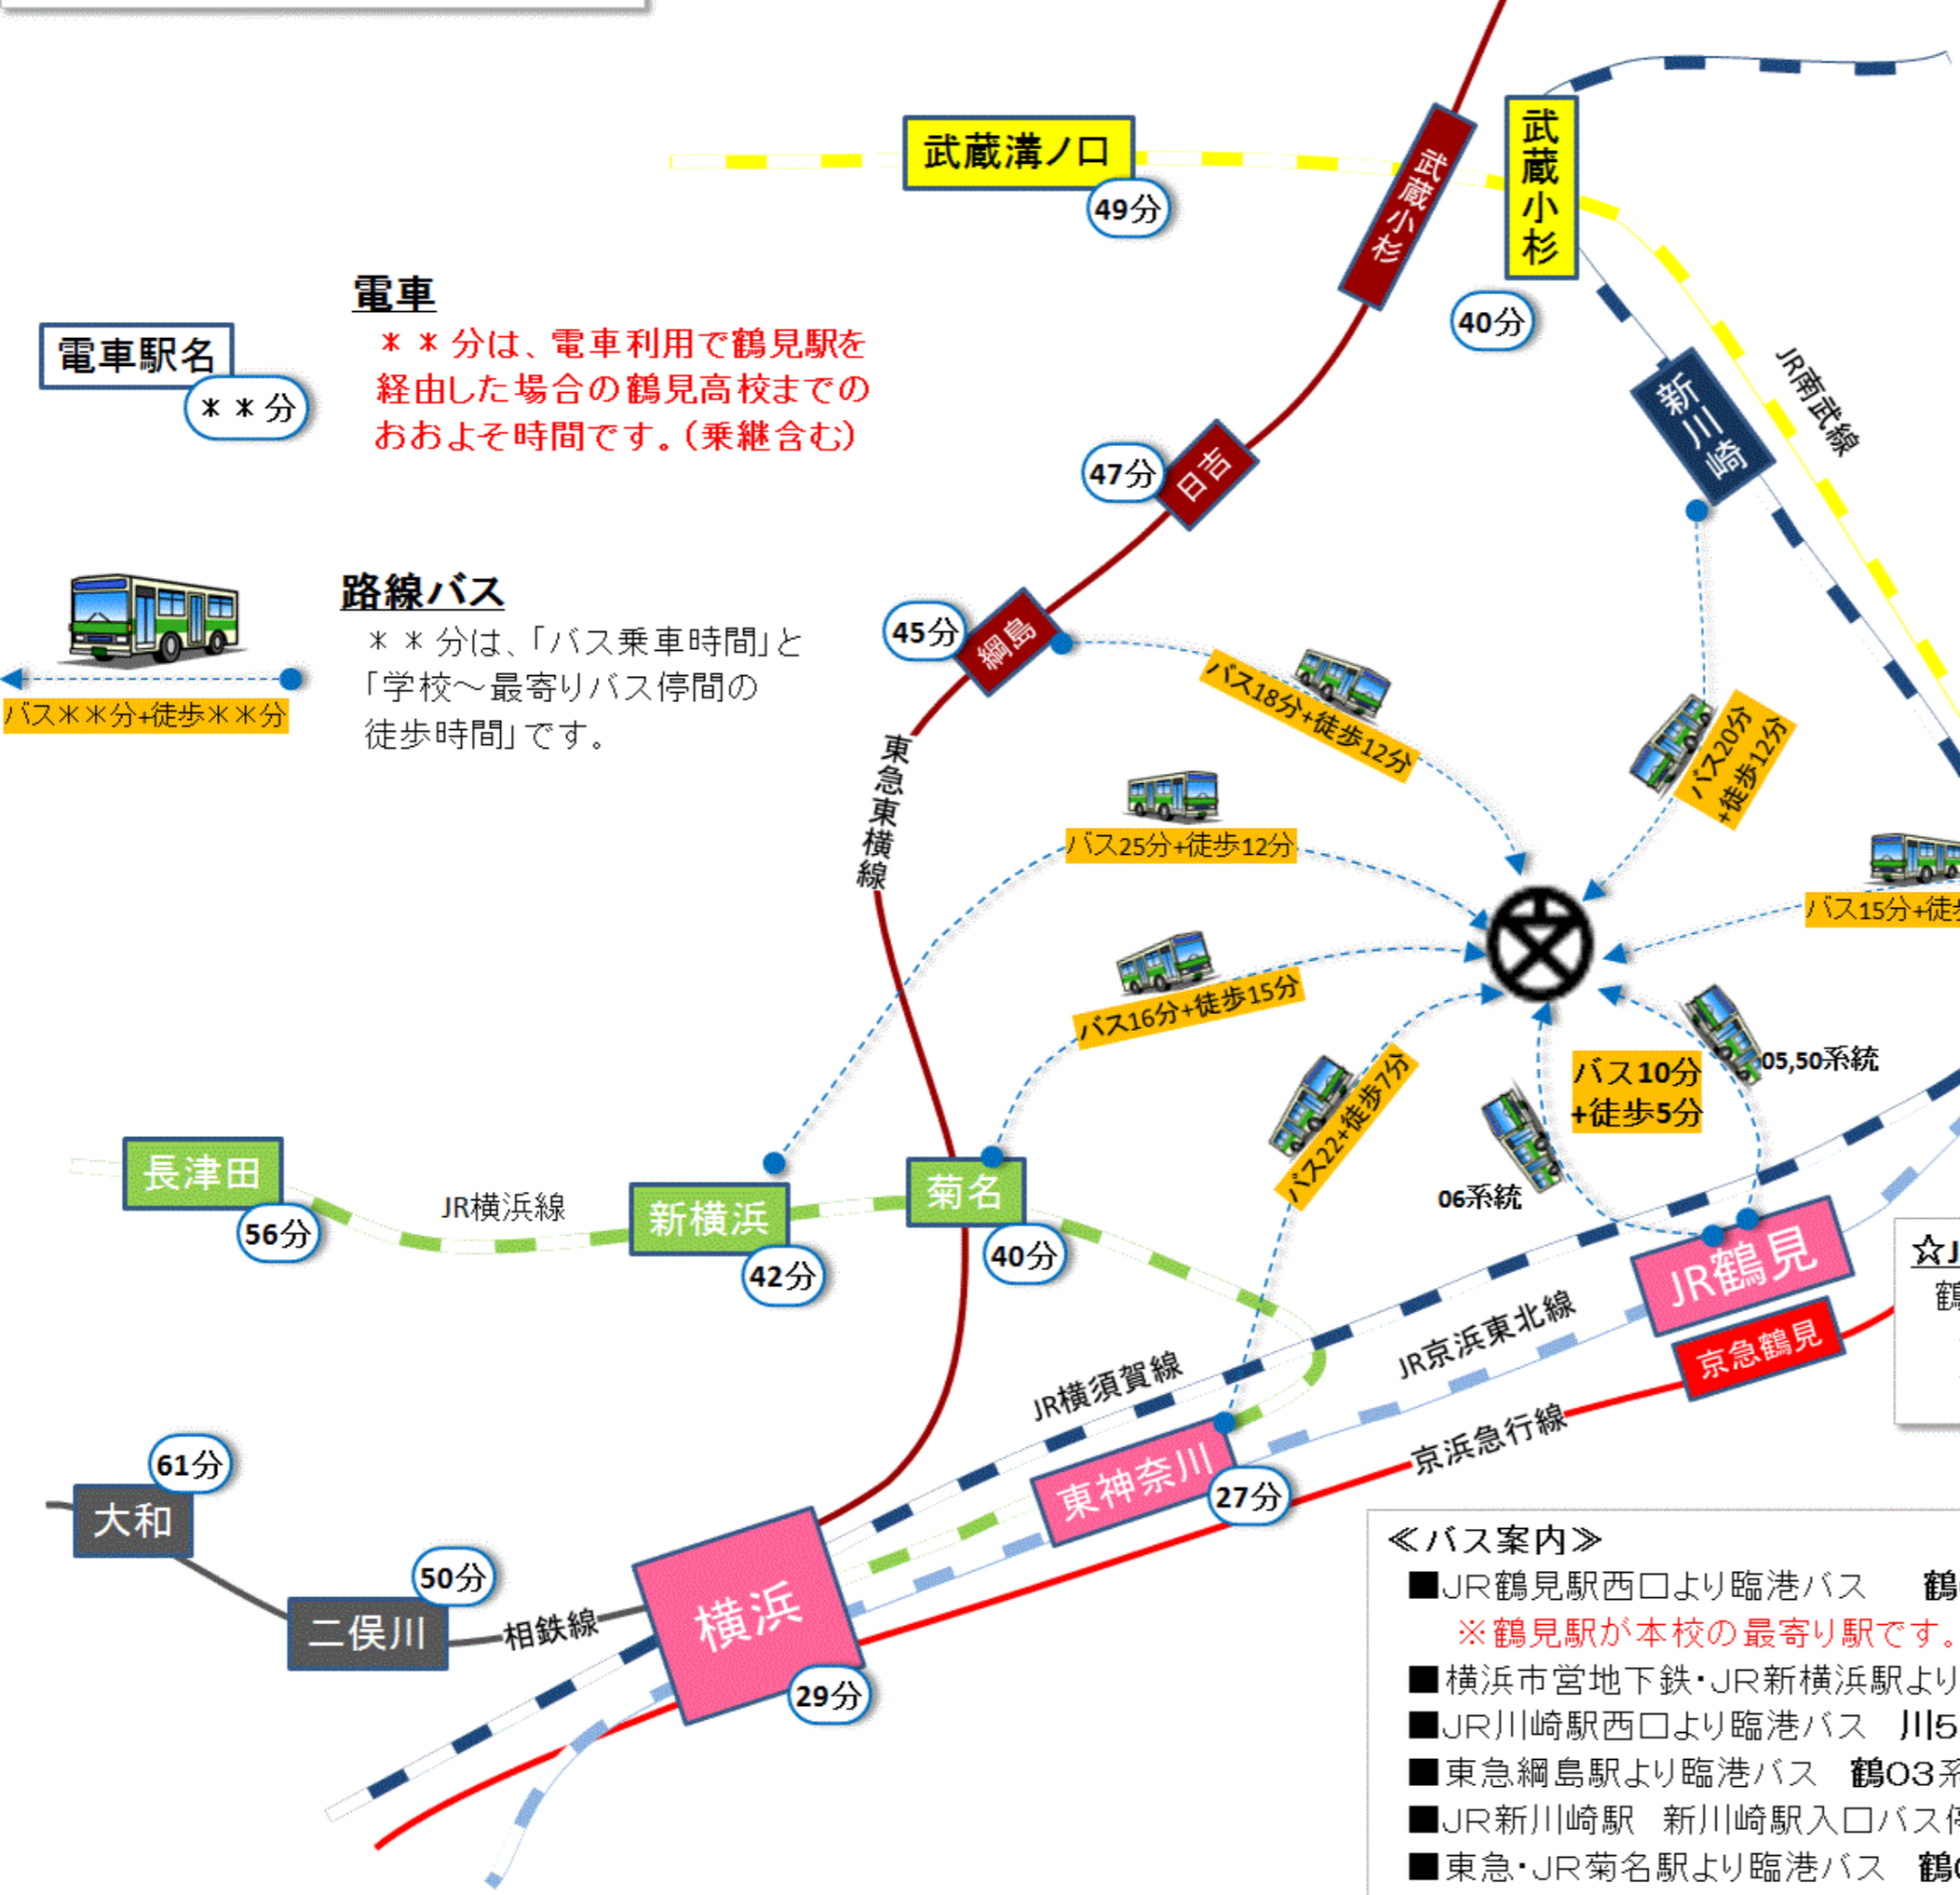 武蔵溝ノ口
49分
武蔵小杉
武蔵小杉
40分
JR南武線
新川崎
電車駅名
**分
電車
**分は、電車利用で鶴見駅を
経由した場合の鶴見高校までの
おおよそ時間です。(乗継含む)
47分
日吉
45分
綱島
路線バス
**分は、「バス乗車時間」と
「学校～最寄りバス停間の
徒歩時間」です。
バス**分+徒歩**分
バス18分+徒歩12分
バス20分
+徒歩12分
東急東横線
バス25分+徒歩12分
バス15分+徒
バス16分+徒歩15分
バス22+徒歩7分
バス10分
+徒歩5分
05,50系統
06系統
長津田
56分
JR横浜線
新横浜
42分
菊名
40分
JR鶴見
京急鶴見
☆J
鶴
JR京浜東北線
JR横須賀線
京浜急行線
東神奈川
27分
61分
大和
50分
二俣川
相鉄線
横浜
29分
≪バス案内≫
■JR鶴見駅西口より臨港バス 鶴
※鶴見駅が本校の最寄り駅です。
■横浜市営地下鉄・JR新横浜駅より
■JR川崎駅西口より臨港バス 川5
■東急綱島駅より臨港バス 鶴03系
■JR新川崎駅 新川崎駅入口バス停
■東急・JR菊名駅より臨港バス 鶴0